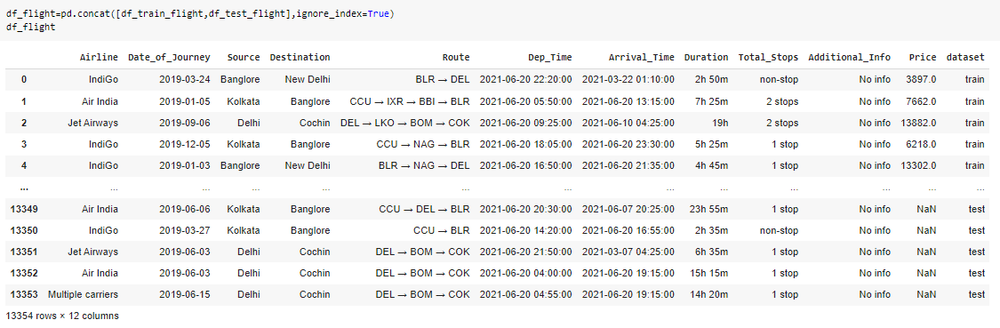 df_flight=pd.concat([df_train_flight,df_test_flight],ignore_index=True)
df_flight
Airline Date_of_Journey Source Destination Route Dep_Time Arrival_Time Duration Total_Stops Additional_Info Price dataset
0 IndiGo 2019-03-24 Banglore New Delhi BLR → DEL 2021-06-20 22:20:00 2021-03-22 01:10:00 2h 50m non-stop No info 3897.0 train
1 Air India 2019-01-05 Kolkata Banglore CCU → IXR → BBI → BLR 2021-06-20 05:50:00 2021-06-20 13:15:00 7h 25m 2 stops No info 7662.0 train
2 Jet Airways 2019-09-06 Delhi Cochin DEL → LKO → BOM → COK 2021-06-20 09:25:00 2021-06-10 04:25:00 19h 2 stops No info 13882.0 train
3 IndiGo 2019-12-05 Kolkata Banglore CCU → NAG → BLR 2021-06-20 18:05:00 2021-06-20 23:30:00 5h 25m 1 stop No info 6218.0 train
4 IndiGo 2019-01-03 Banglore New Delhi BLR → NAG → DEL 2021-06-20 16:50:00 2021-06-20 21:35:00 4h 45m 1 stop No info 13302.0 train
... ... ... ... ... ... ... ... ... ... ... ... ...
13349 Air India 2019-06-06 Kolkata Banglore CCU → DEL → BLR 2021-06-20 20:30:00 2021-06-07 20:25:00 23h 55m 1 stop No info NaN test
13350 IndiGo 2019-03-27 Kolkata Banglore CCU → BLR 2021-06-20 14:20:00 2021-06-20 16:55:00 2h 35m non-stop No info NaN test
13351 Jet Airways 2019-06-03 Delhi Cochin DEL → BOM → COK 2021-06-20 21:50:00 2021-03-07 04:25:00 6h 35m 1 stop No info NaN test
13352 Air India 2019-06-03 Delhi Cochin DEL → BOM → COK 2021-06-20 04:00:00 2021-06-20 19:15:00 15h 15m 1 stop No info NaN test
13353 Multiple carriers 2019-06-15 Delhi Cochin DEL → BOM → COK 2021-06-20 04:55:00 2021-06-20 19:15:00 14h 20m 1 stop No info NaN test
13354 rows × 12 columns